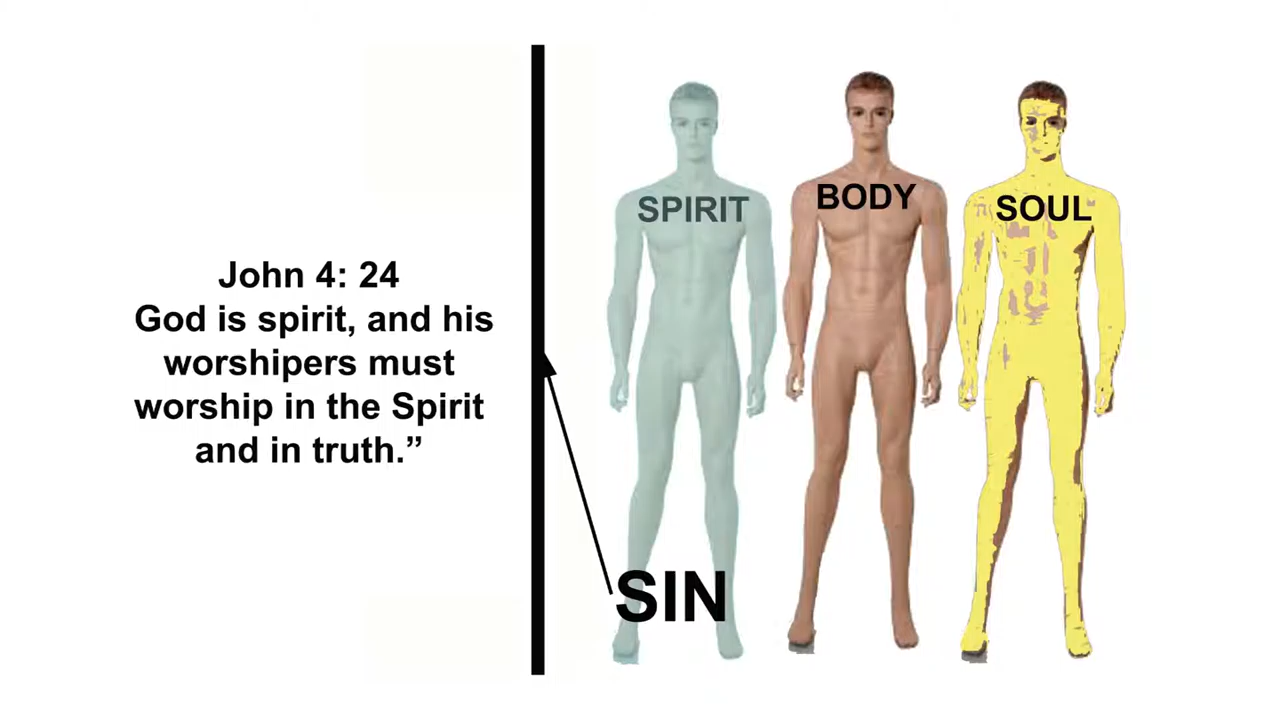 John 4: 24
God is spirit, and his
worshipers must
worship in the Spirit
and in truth.”
SPIRIT
BODY
SOUL
SIN